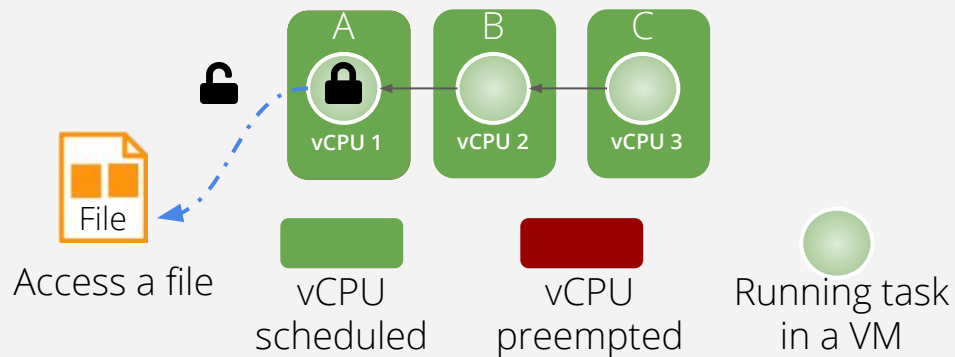 A
B
C
vCPU 1
vCPU 2
vCPU 3
File
Access a file
vCPU
scheduled
vCPU
preempted
Running task
in a VM